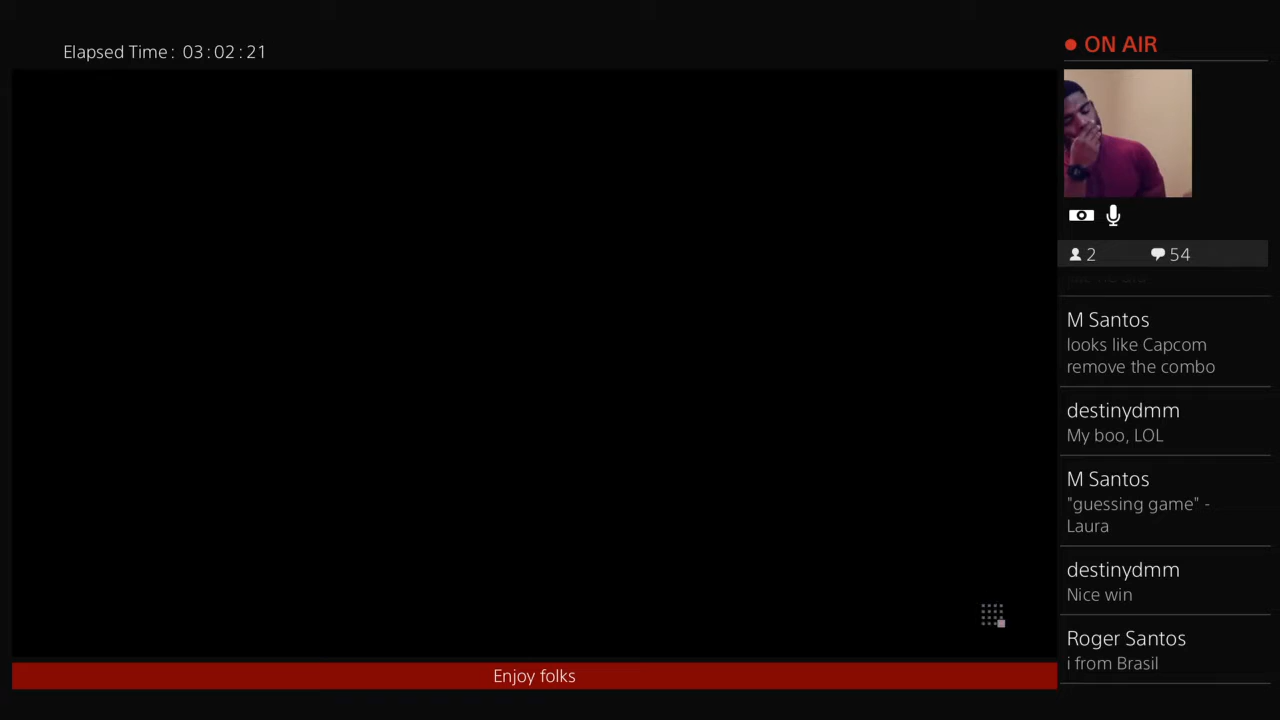 Elapsed Time: 03:02:21
ON AIR
2
54
M Santos
looks like Capcom
remove the combo
destinydmm
My boo, LOL
M Santos
"guessing game" -
Laura
destinydmm
Nice win
Roger Santos
i from Brasil
Enjoy folks